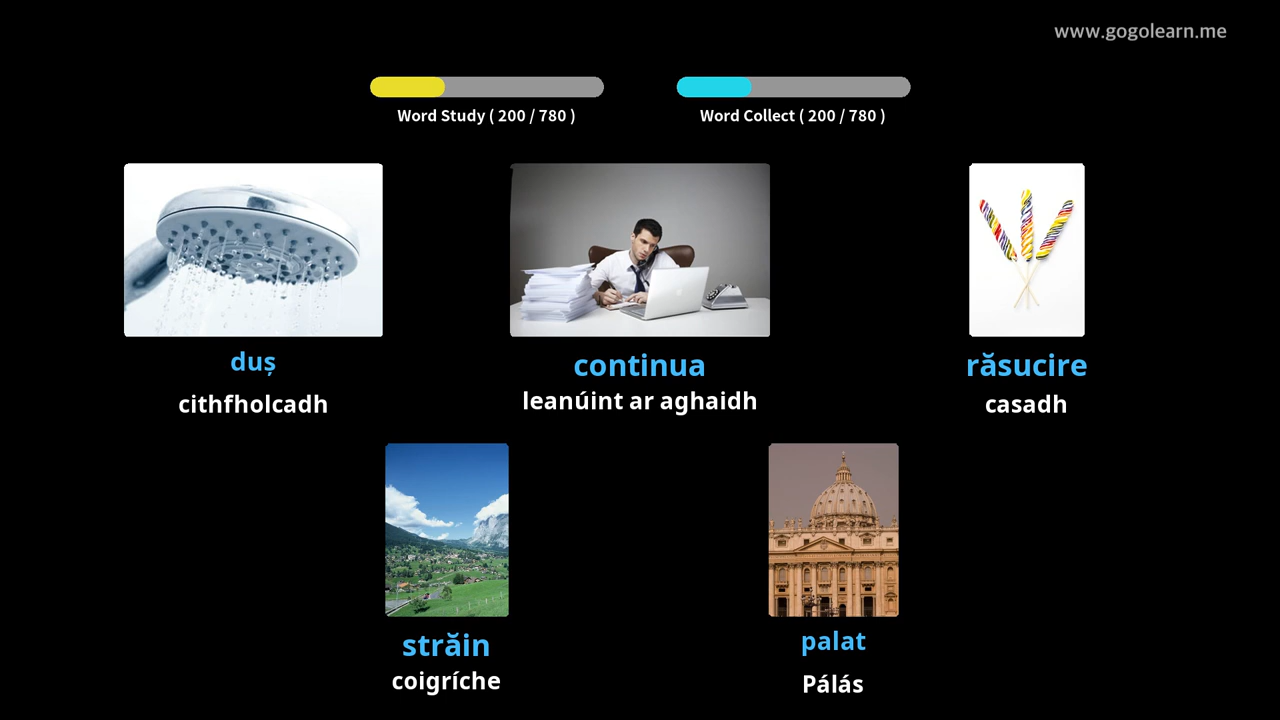 www.gogolearn.me
Word Study ( 200 / 780 )
Word Collect ( 200 / 780 )
duș
cithfholcadh
continua
leanúint ar aghaidh
răsucire
casadh
străin
coigríche
palat
Pálás